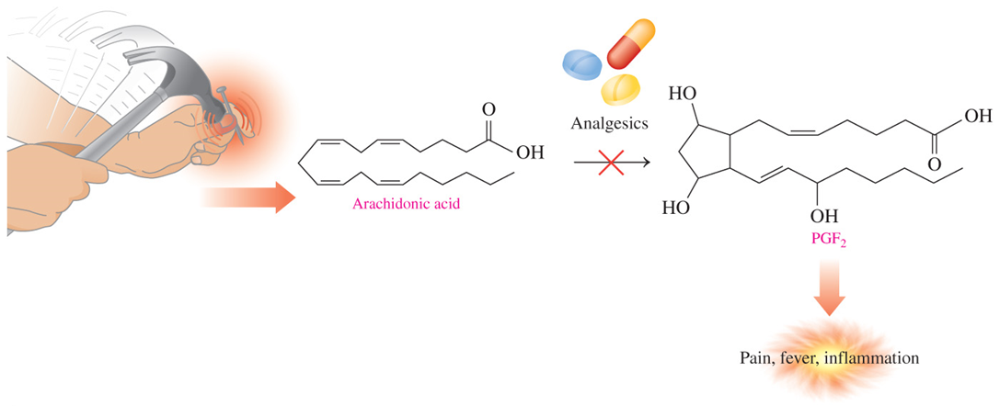 O
OH
Arachidonic acid
Analgesics
HO
OH
O
HO
OH
PGF₂
Pain, fever, inflammation